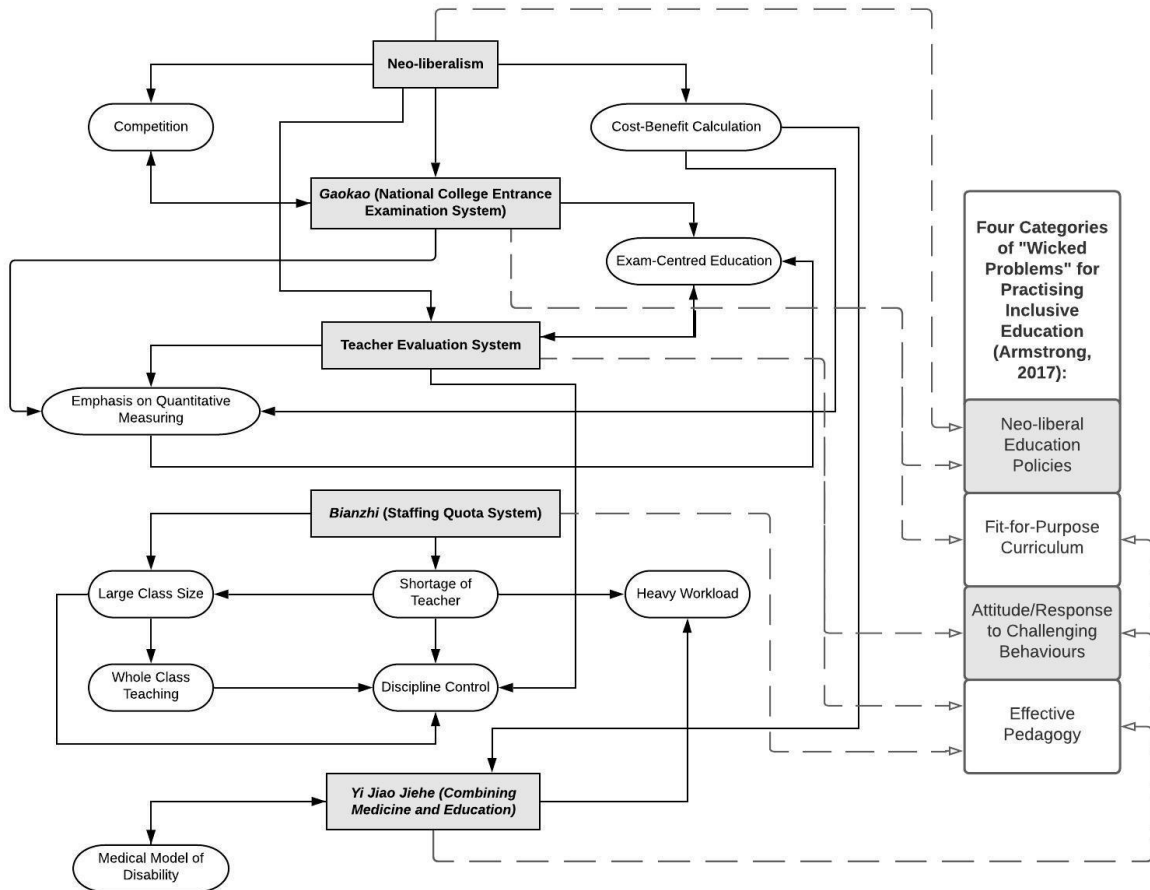 Neo-liberalism
Competition
Cost-Benefit Calculation
Gaokao (National College Entrance
Examination System)
Exam-Centred Education
Teacher Evaluation System
Emphasis on Quantitative
Measuring
Bianzhi (Staffing Quota System)
Large Class Size
Shortage of
Teacher
Heavy Workload
Whole Class
Teaching
Discipline Control
Yi Jiao Jiehe (Combining
Medicine and Education)
Medical Model of
Disability
Four Categories
of "Wicked
Problems" for
Practising
Inclusive
Education
(Armstrong,
2017):
Neo-liberal
Education
Policies
Fit-for-Purpose
Curriculum
Attitude/Response
to Challenging
Behaviours
Effective
Pedagogy